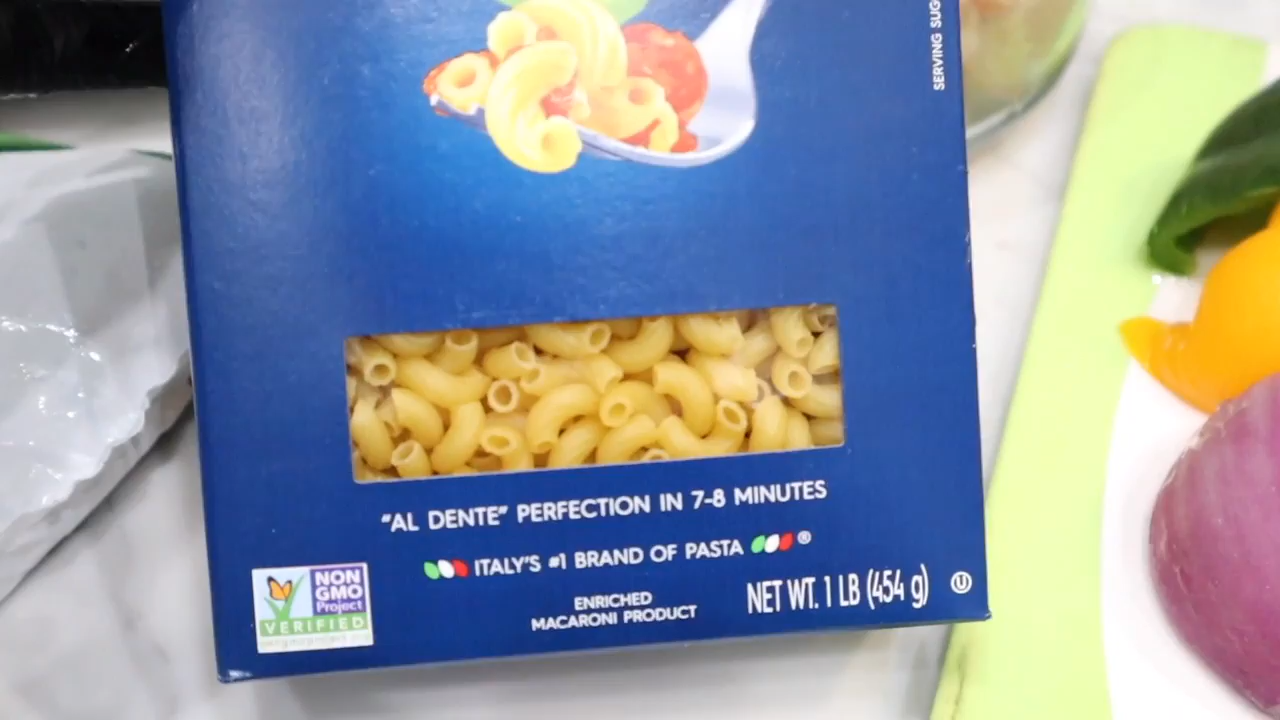 SERVING SUG
"AL DENTE" PERFECTION IN 7-8 MINUTES
ITALY'S #1 BRAND OF PASTA ®
ENRICHED
MACARONI PRODUCT
NET WT. 1 LB (454 g)
U
NON
GMO
Project
VERIFIED